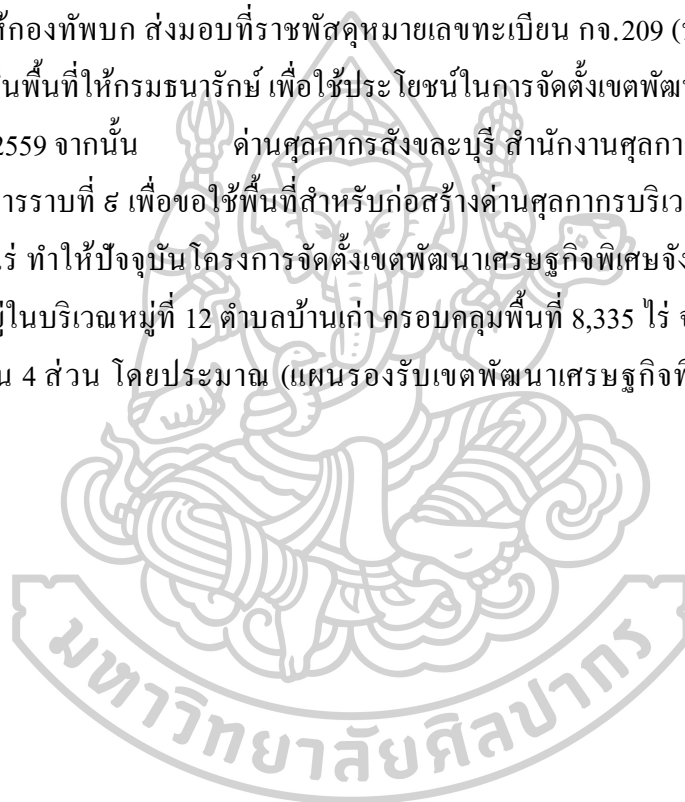 ห้กองทัพบก ส่งมอบที่ราชพัสดุหมายเลขทะเบียน กจ.209
นพื้นที่ให้กรมธนารักษ์ เพื่อใช้ประโยชน์ในการจัดตั้งเขตพัฒ
2559 จากนั้น ด่านศุลกากรสังขละบุรี สำนักงานศุลกา
ารราบที่ ๙ เพื่อขอใช้พื้นที่สำหรับก่อสร้างด่านศุลกากรบริเว
ร่ ทำให้ปัจจุบันโครงการจัดตั้งเขตพัฒนาเศรษฐกิจพิเศษจัง
ยู่ในบริเวณหมู่ที่ 12 ตำบลบ้านเก่า ครอบคลุมพื้นที่ 8,335 ไร่
น 4 ส่วน โดยประมาณ (แผนรองรับเขตพัฒนาเศรษฐกิจพิ
มหาวิทยาลัยศิลปากร